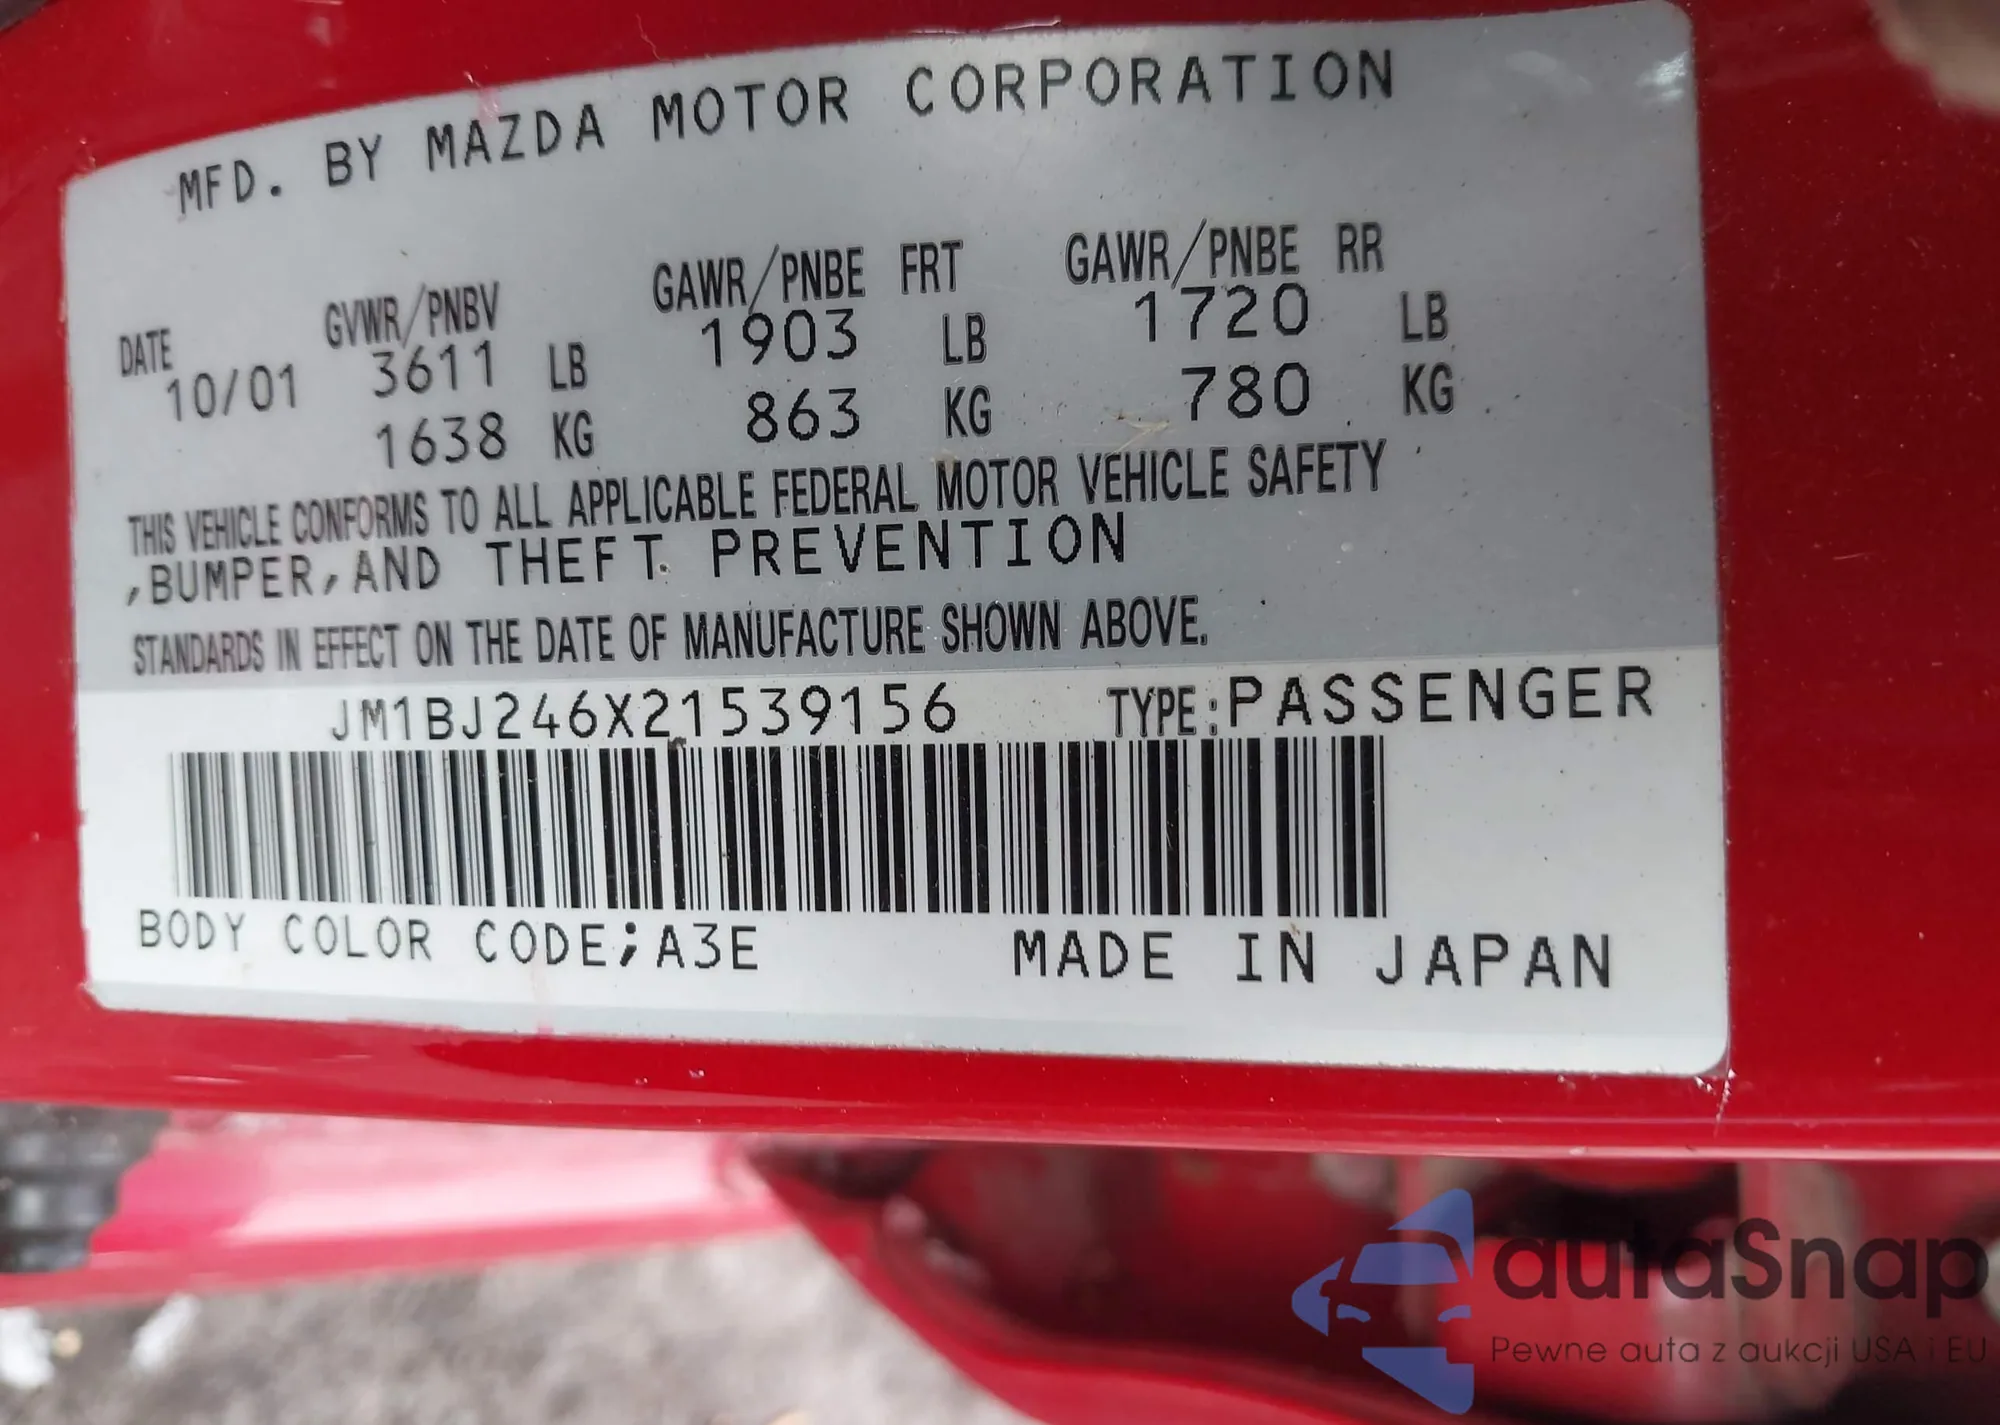 MFD. BY MAZDA MOTOR CORPORATION
DATE GVWR/PNBV GAWR/PNBE FRT GAWR/PNBE RR
10/01 3611 LB 1903 LB 1720 LB
1638 KG 863 KG 780 KG
THIS VEHICLE CONFORMS TO ALL APPLICABLE FEDERAL MOTOR VEHICLE SAFETY
,BUMPER,AND THEFT PREVENTION
STANDARDS IN EFFECT ON THE DATE OF MANUFACTURE SHOWN ABOVE.
JM1BJ246X21539156 TYPE:PASSENGER
BODY COLOR CODE;A3E MADE IN JAPAN
autaSnap
Pewne auta z aukcji USA i EU